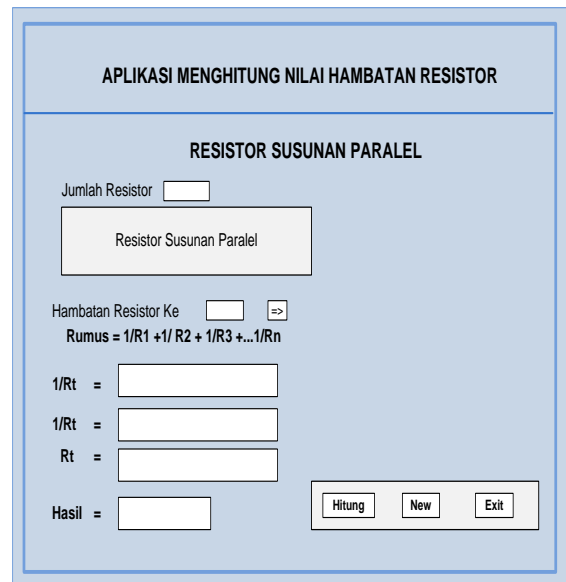 APLIKASI MENGHITUNG NILAI HAMBATAN RESISTOR
RESISTOR SUSUNAN PARALEL
Jumlah Resistor
Resistor Susunan Paralel
Hambatan Resistor Ke =>
Rumus = 1/R1 +1/ R2 + 1/R3 +...1/Rn
1/Rt =
1/Rt =
Rt =
Hasil =
Hitung New Exit